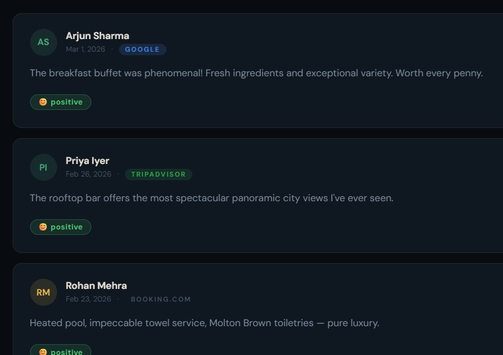 AS
Arjun Sharma
Mar 1, 2026 · GOOGLE
The breakfast buffet was phenomenal! Fresh ingredients and exceptional variety. Worth every penny.
positive
PI
Priya Iyer
Feb 26, 2026 · TRIPADVISOR
The rooftop bar offers the most spectacular panoramic city views I've ever seen.
positive
RM
Rohan Mehra
Feb 23, 2026 · BOOKING.COM
Heated pool, impeccable towel service, Molton Brown toiletries — pure luxury.
positive